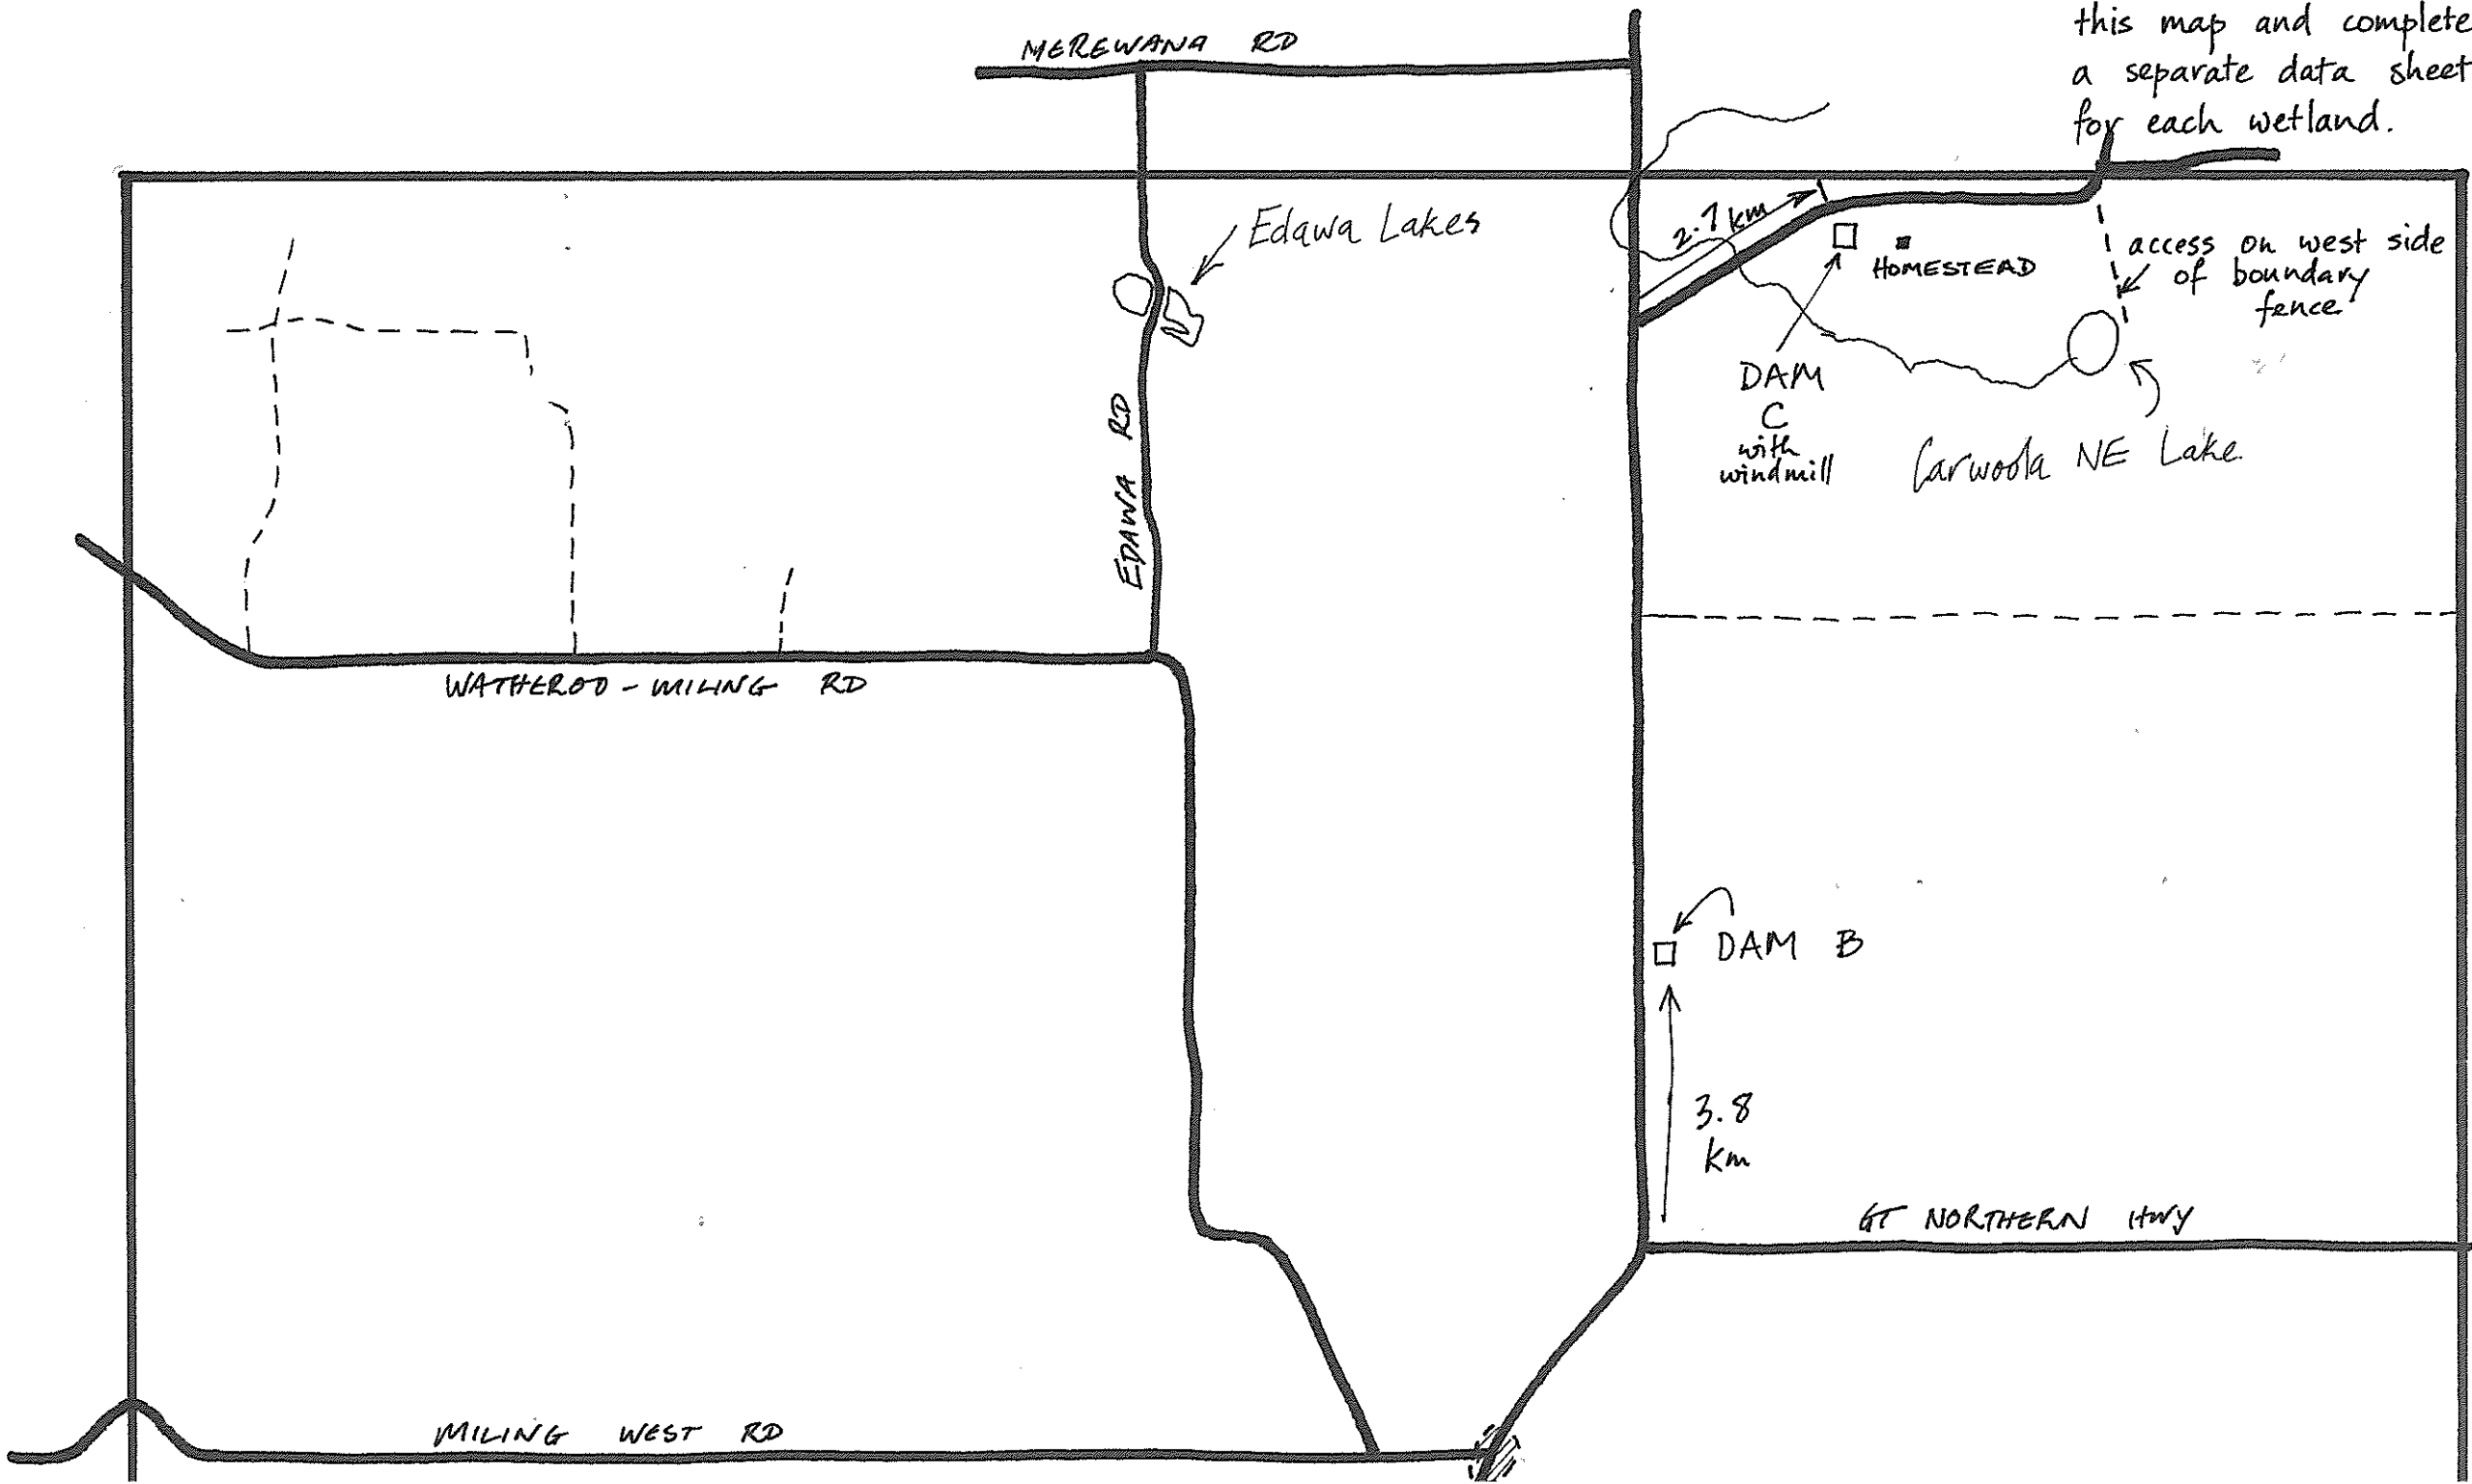 this map and complete
a separate data sheet
for each wetland.
MEREWANA RD
Edawa Lakes
2.7 km
HOMESTEAD
access on west side
of boundary
fence
DAM
C
with
windmill
Carwoola NE Lake
EDAWA RD
WATHEROO - MILING RD
DAM B
3.8
km
GT NORTHERN HWY
MILING WEST RD